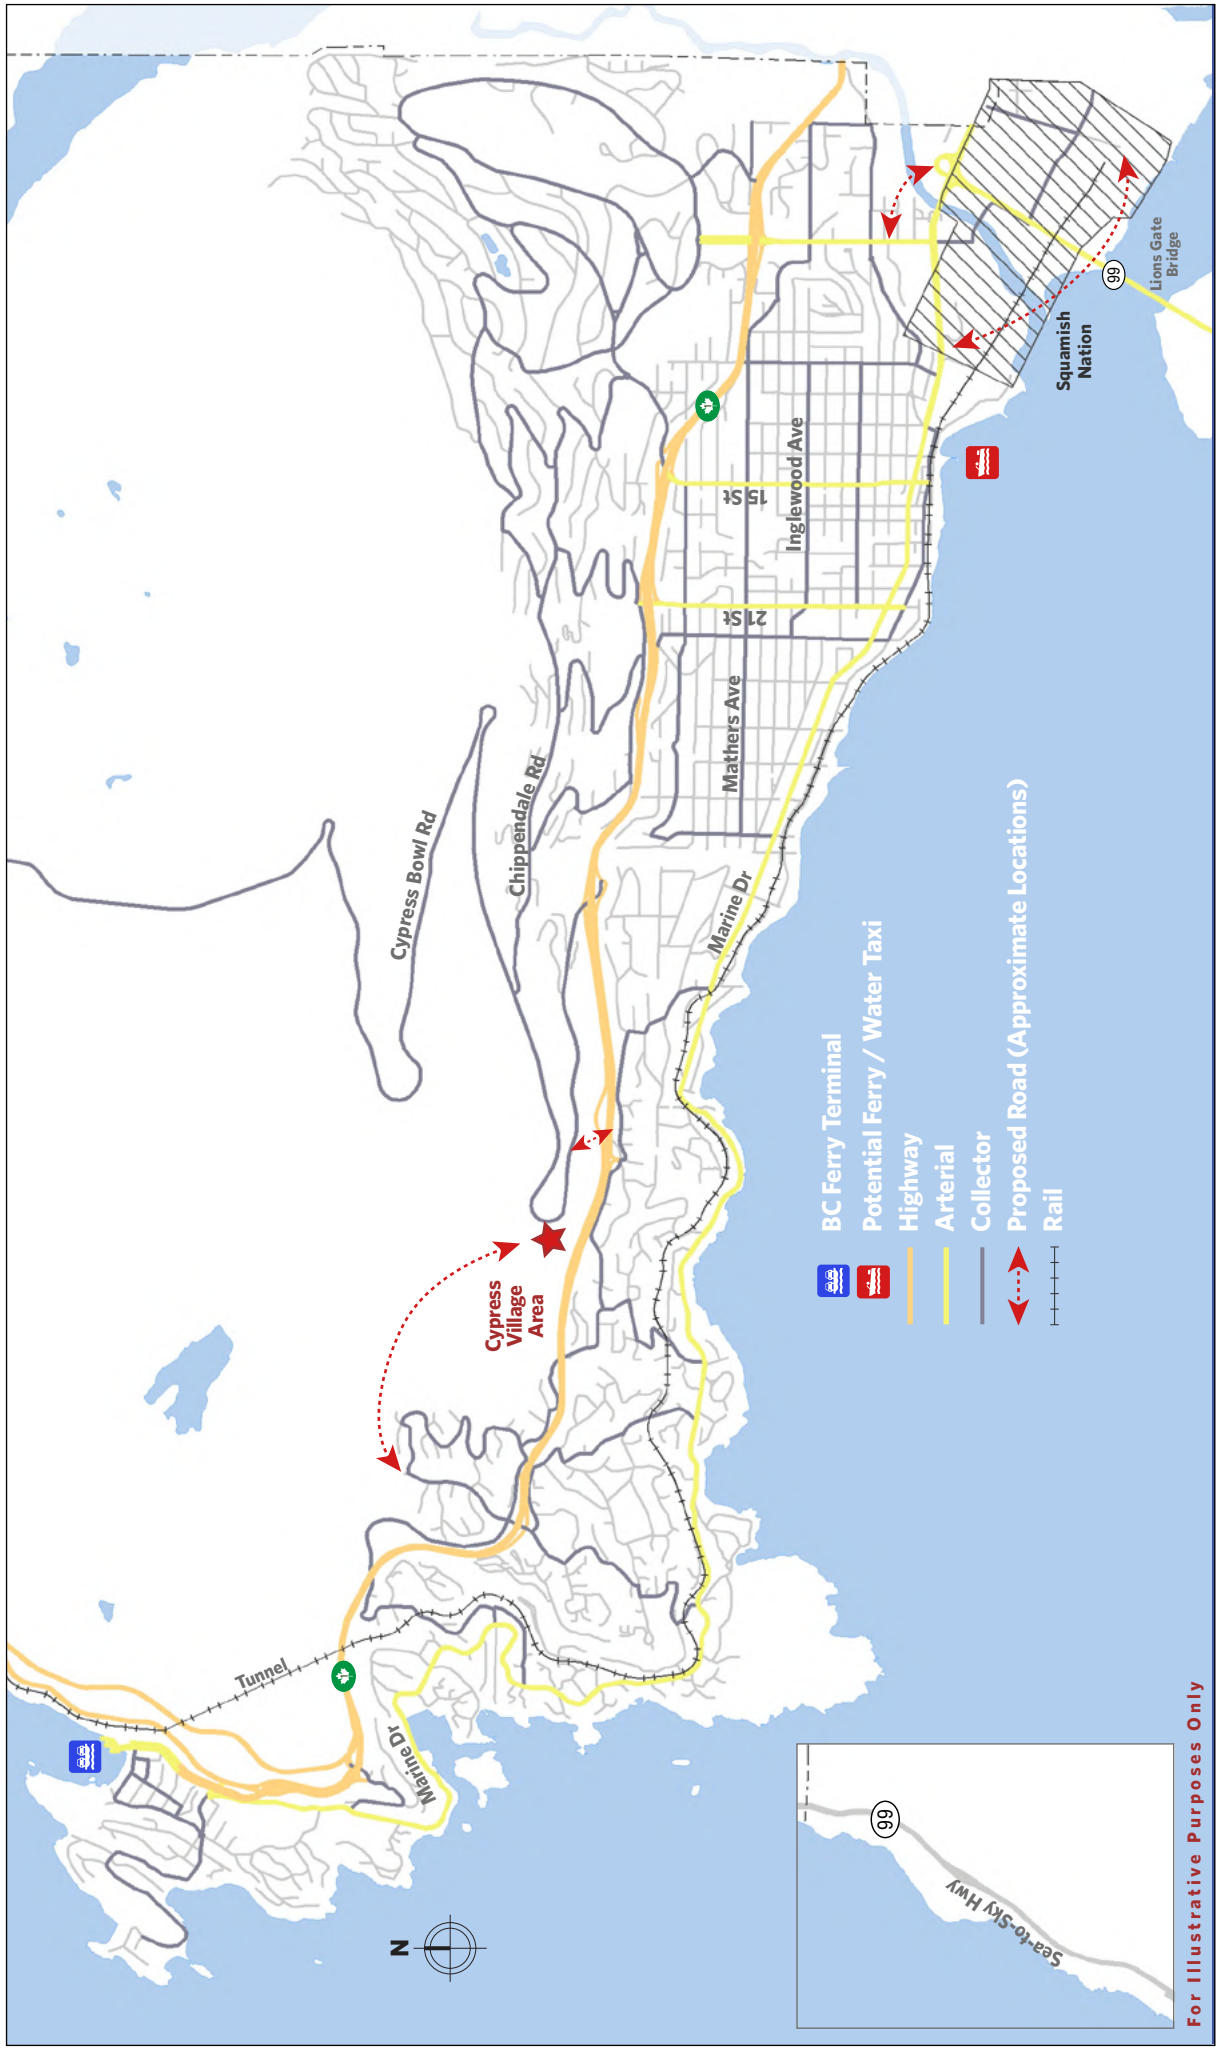 Cypress Bowl Rd
Chippendale Rd
Cypress
Village
Area
Mathers Ave
21 St
15 St
Inglewood Ave
Marine Dr
Squamish
Nation
99
Lions Gate
Bridge
Tunnel
Marine Dr
N
BC Ferry Terminal
Potential Ferry / Water Taxi
Highway
Arterial
Collector
Proposed Road (Approximate Locations)
Rail
99
Sea-to-Sky Hwy
For Illustrative Purposes Only